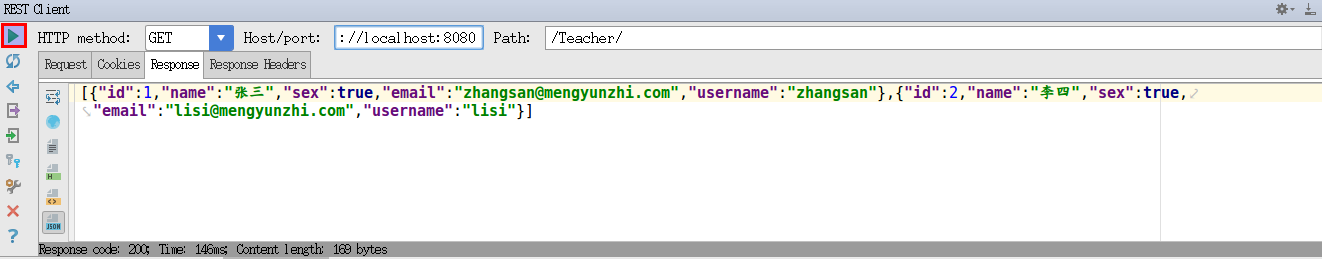 REST Client
HTTP method: GET Host/port: ://localhost:8080 Path: /Teacher/
Request Cookies Response Response Headers
[{"id":1,"name":"张三","sex":true,"email":"zhangsan@mengyunzhi.com","username":"zhangsan"},{"id":2,"name":"李四","sex":true,
"email":"lisi@mengyunzhi.com","username":"lisi"}]
H
JSON
?
Response code: 200; Time: 146ms; Content length: 169 bytes